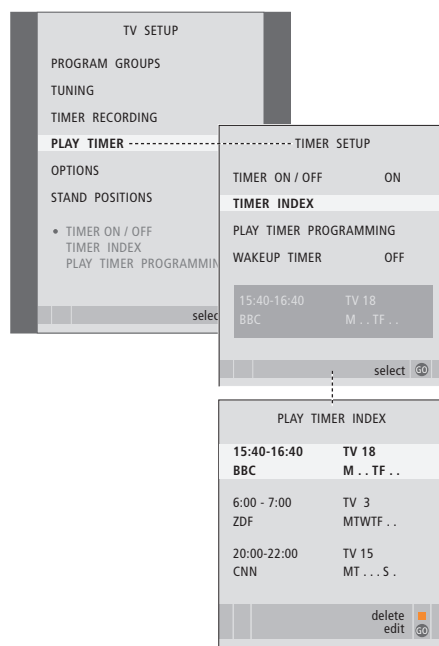 TV SETUP
PROGRAM GROUPS
TUNING
TIMER RECORDING
PLAY TIMER
OPTIONS
STAND POSITIONS
• TIMER ON / OFF
TIMER INDEX
PLAY TIMER PROGRAMMIN
selec
TIMER SETUP
TIMER ON / OFF ON
TIMER INDEX
PLAY TIMER PROGRAMMING
WAKEUP TIMER OFF
15:40-16:40 TV 18
BBC M . . TF . .
select GO
PLAY TIMER INDEX
15:40-16:40 TV 18
BBC M . . TF . .
6:00 - 7:00 TV 3
ZDF MTWTF . .
20:00-22:00 TV 15
CNN MT . . . S .
delete
edit GO